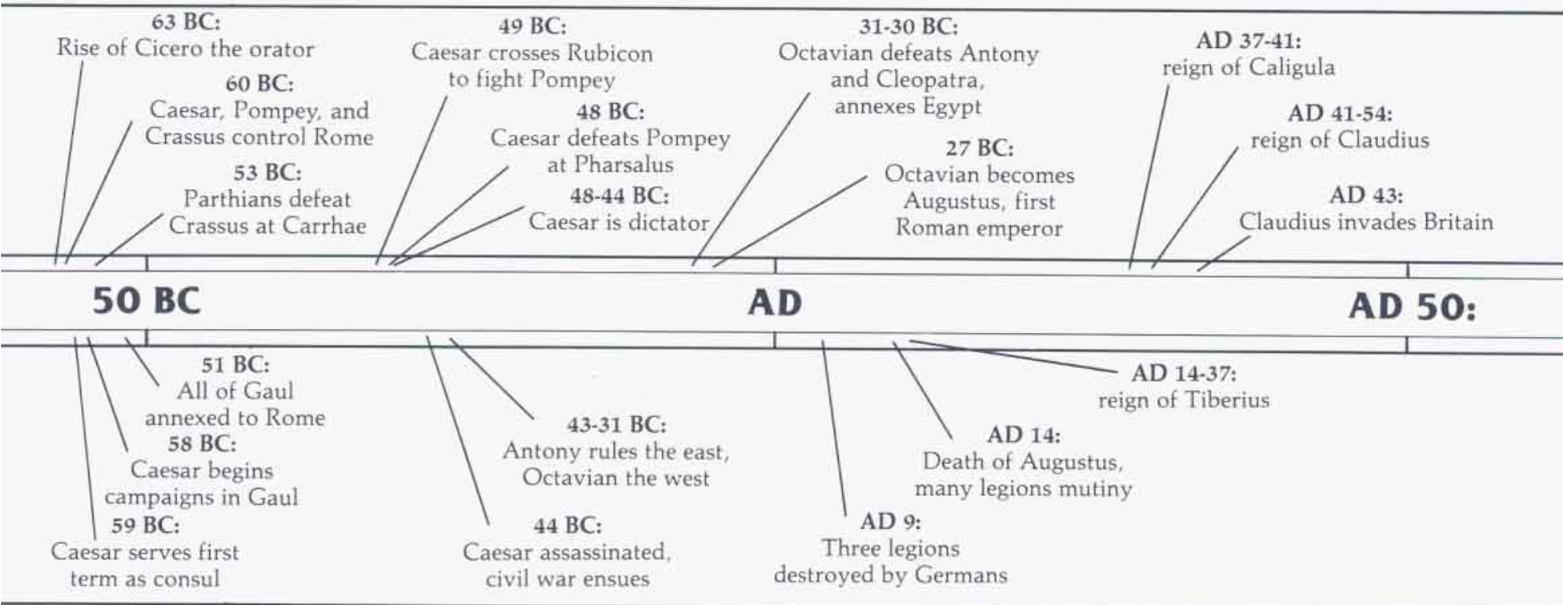 63 BC:
Rise of Cicero the orator
60 BC:
Caesar, Pompey, and
Crassus control Rome
53 BC:
Parthians defeat
Crassus at Carrhae
49 BC:
Caesar crosses Rubicon
to fight Pompey
48 BC:
Caesar defeats Pompey
at Pharsalus
48-44 BC:
Caesar is dictator
31-30 BC:
Octavian defeats Antony
and Cleopatra,
annexes Egypt
27 BC:
Octavian becomes
Augustus, first
Roman emperor
AD 37-41:
reign of Caligula
AD 41-54:
reign of Claudius
AD 43:
Claudius invades Britain
50 BC
AD
AD 50:
51 BC:
All of Gaul
annexed to Rome
58 BC:
Caesar begins
campaigns in Gaul
59 BC:
Caesar serves first
term as consul
43-31 BC:
Antony rules the east,
Octavian the west
44 BC:
Caesar assassinated,
civil war ensues
AD 14-37:
reign of Tiberius
AD 14:
Death of Augustus,
many legions mutiny
AD 9:
Three legions
destroyed by Germans